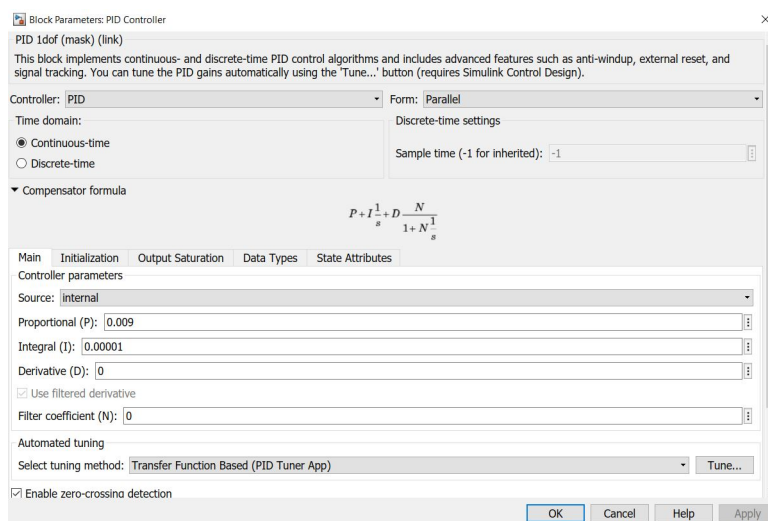 Block Parameters: PID Controller
PID 1dof (mask) (link)
This block implements continuous- and discrete-time PID control algorithms and includes advanced features such as anti-windup, external reset, and
signal tracking. You can tune the PID gains automatically using the 'Tune...' button (requires Simulink Control Design).
Controller: PID Form: Parallel
Time domain: Discrete-time settings
Continuous-time
Sample time (-1 for inherited): -1
Discrete-time
Compensator formula
P + I 1/s + D N/(1 + N 1/s)
Main Initialization Output Saturation Data Types State Attributes
Controller parameters
Source: internal
Proportional (P): 0.009
Integral (I): 0.00001
Derivative (D): 0
Use filtered derivative
Filter coefficient (N): 0
Automated tuning
Select tuning method: Transfer Function Based (PID Tuner App) Tune...
Enable zero-crossing detection
OK Cancel Help Apply